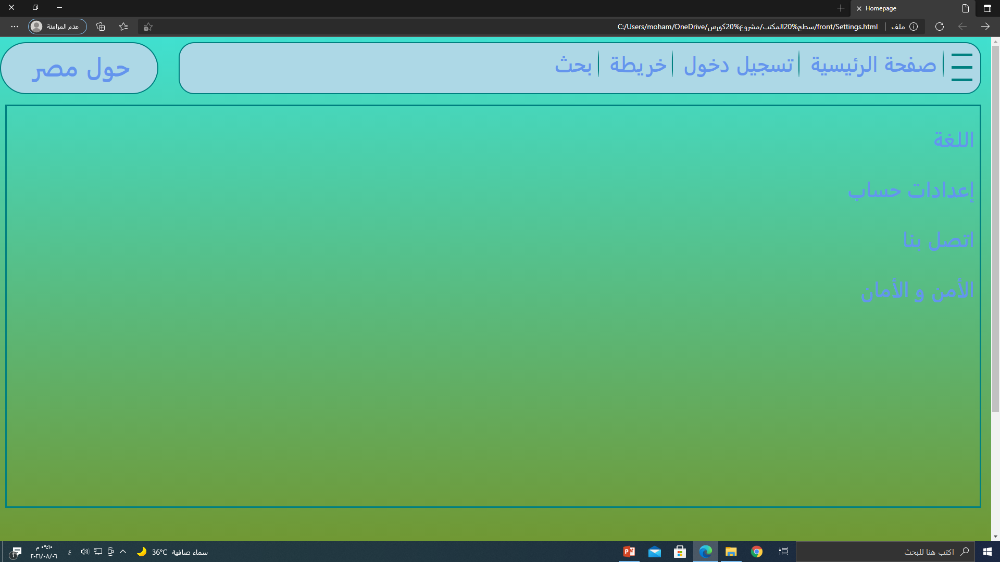 Homepage
ملف
C:/Users/moham/OneDrive/سطح%20المكتب/مشروع%20كورس/front/Settings.html
عدم المزامنة
صفحة الرئيسية
تسجيل دخول
خريطة
بحث
حول مصر
اللغة
إعدادات حساب
اتصل بنا
الأمن و الأمان
اكتب هنا للبحث
36°C سماء صافية
ع
٠٩:١٠ م
٢٠٢١/٠٨/٠٦
١